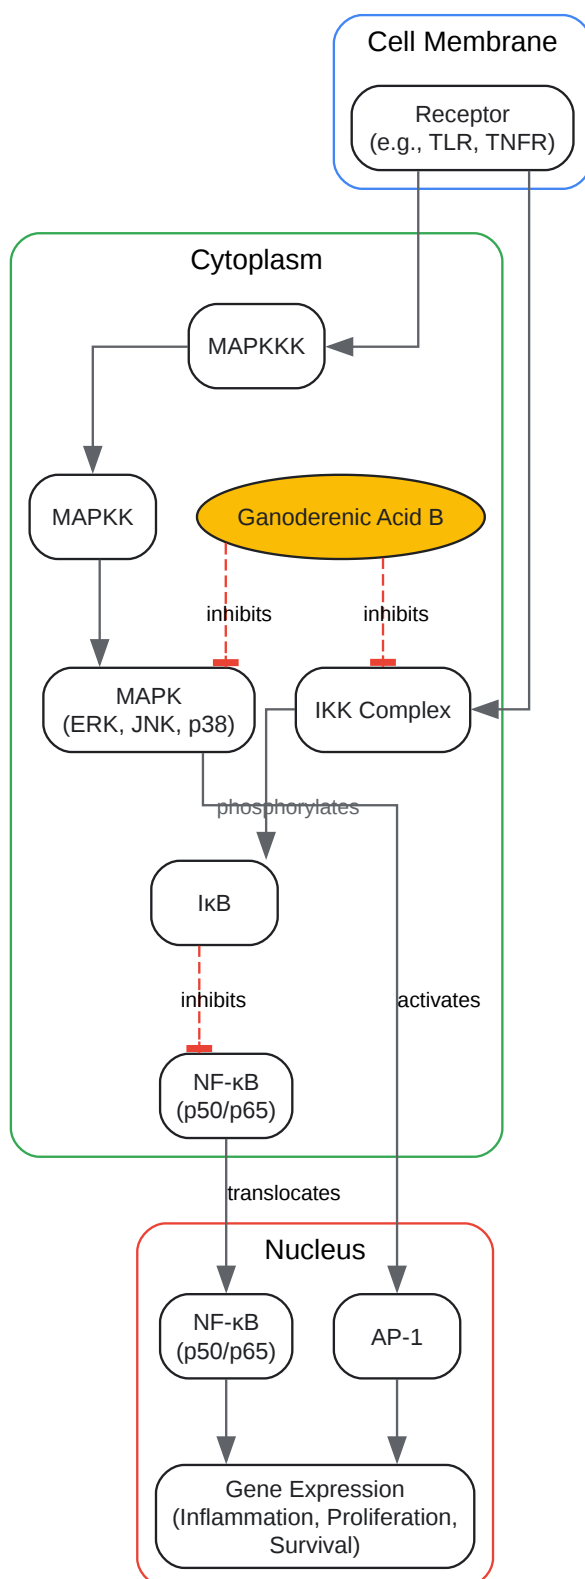 Cell Membrane
Receptor
(e.g., TLR, TNFR)
Cytoplasm
MAPKKK
MAPKK
Ganoderenic Acid B
inhibits
inhibits
MAPK
(ERK, JNK, p38)
IKK Complex
phosphorylates
IκB
inhibits
activates
NF-κB
(p50/p65)
translocates
Nucleus
NF-κB
(p50/p65)
AP-1
Gene Expression
(Inflammation, Proliferation,
Survival)